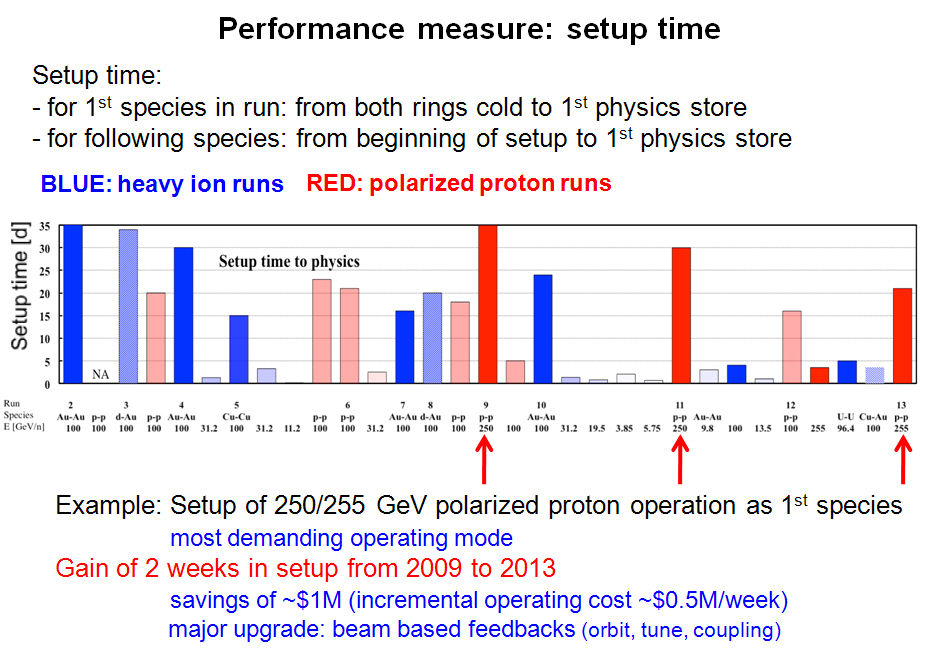 Performance measure: setup time
Setup time:
- for 1st species in run: from both rings cold to 1st physics store
- for following species: from beginning of setup to 1st physics store
BLUE: heavy ion runs RED: polarized proton runs
Setup time [d]
35
30
25
20
15
10
5
0
Setup time to physics
NA
Run 2 3 4 5 6 7 8 9 10 11 12 13
Species Au-Au p-p d-Au p-p Au-Au Cu-Cu p-p p-p Au-Au d-Au p-p p-p Au-Au p-p Au-Au p-p U-U Cu-Au p-p
E [GeV/n] 100 100 100 100 100 31.2 100 31.2 11.2 100 100 31.2 100 100 100 250 100 100 31.2 19.5 3.85 5.75 250 9.8 100 13.5 100 255 96.4 100 255
Example: Setup of 250/255 GeV polarized proton operation as 1st species
most demanding operating mode
Gain of 2 weeks in setup from 2009 to 2013
savings of ~$1M (incremental operating cost ~$0.5M/week)
major upgrade: beam based feedbacks (orbit, tune, coupling)